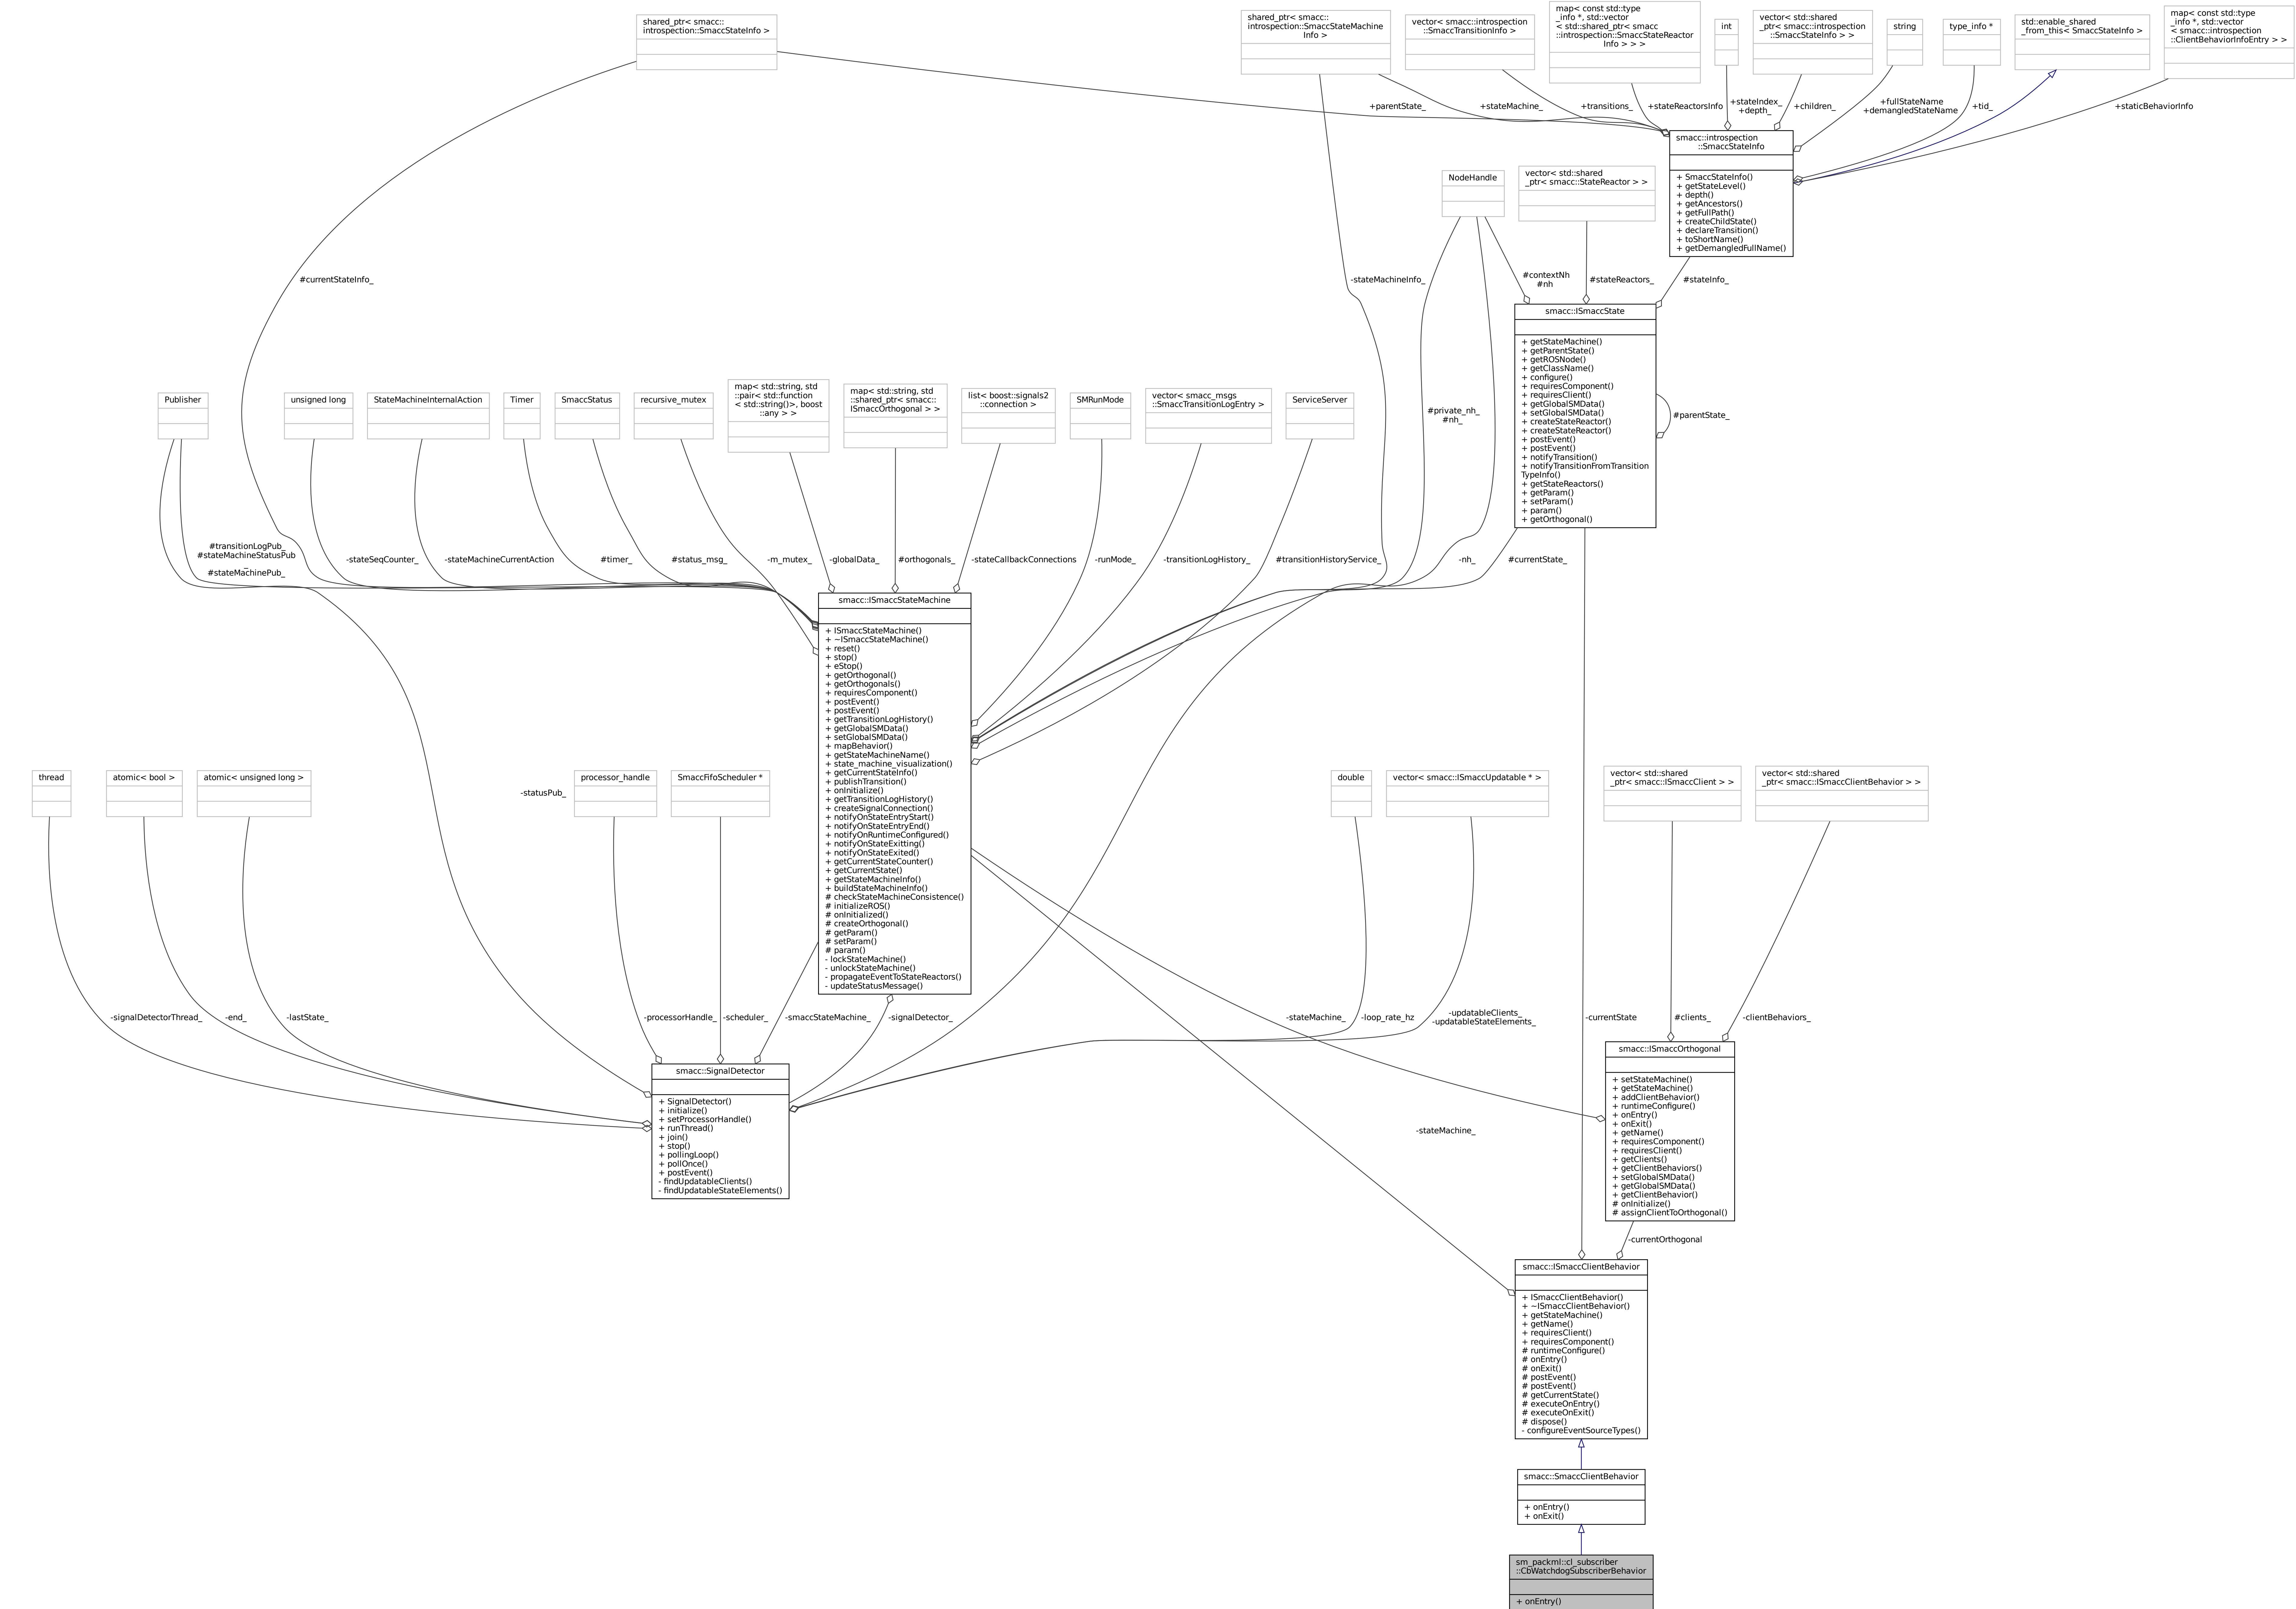 shared_ptr< smacc::
introspection::SmaccStateInfo >
shared_ptr< smacc::
introspection::SmaccStateMachine
Info >
vector< smacc::introspection
::SmaccTransitionInfo >
map< const std::type
_info *, std::vector
< std::shared_ptr< smacc
::introspection::SmaccStateReactor
Info > > >
int
vector< std::shared
_ptr< smacc::introspection
::SmaccStateInfo > >
string
type_info *
std::enable_shared
_from_this< SmaccStateInfo >
map< const std::type
_info *, std::vector
< smacc::introspection
::ClientBehaviorInfoEntry > >
+parentState_
+stateMachine_
+transitions_
+stateReactorsInfo
+stateIndex_
+depth_
+children_
+fullStateName
+demangledStateName
+tid_
+staticBehaviorInfo
smacc::introspection
::SmaccStateInfo
+ SmaccStateInfo()
+ getStateLevel()
+ depth()
+ getAncestors()
+ getFullPath()
+ createChildState()
+ declareTransition()
+ toShortName()
+ getDemangledFullName()
NodeHandle
vector< std::shared
_ptr< smacc::StateReactor > >
#currentStateInfo_
-stateMachineInfo_
#contextNh
#nh
#stateReactors_
#stateInfo_
smacc::ISmaccState
+ getStateMachine()
+ getParentState()
+ getROSNode()
+ getClassName()
+ configure()
+ requiresComponent()
+ requiresClient()
+ getGlobalSMData()
+ setGlobalSMData()
+ createStateReactor()
+ createStateReactor()
+ postEvent()
+ postEvent()
+ notifyTransition()
+ notifyTransitionFromTransition
TypeInfo()
+ getStateReactors()
+ getParam()
+ setParam()
+ param()
+ getOrthogonal()
#parentState_
Publisher
unsigned long
StateMachineInternalAction
Timer
SmaccStatus
recursive_mutex
map< std::string, std
::pair< std::function
< std::string()>, boost
::any > >
map< std::string, std
::shared_ptr< smacc::
ISmaccOrthogonal > >
list< boost::signals2
::connection >
SMRunMode
vector< smacc_msgs
::SmaccTransitionLogEntry >
ServiceServer
#private_nh_
#nh_
#transitionLogPub_
#stateMachineStatusPub
_
#stateMachinePub_
-stateSeqCounter_
-stateMachineCurrentAction
#timer_
#status_msg_
-m_mutex_
-globalData_
#orthogonals_
-stateCallbackConnections
-runMode_
-transitionLogHistory_
#transitionHistoryService_
-nh_
#currentState_
smacc::ISmaccStateMachine
+ ISmaccStateMachine()
+ ~ISmaccStateMachine()
+ reset()
+ stop()
+ eStop()
+ getOrthogonal()
+ getOrthogonals()
+ requiresComponent()
+ postEvent()
+ postEvent()
+ getTransitionLogHistory()
+ getGlobalSMData()
+ setGlobalSMData()
+ mapBehavior()
+ getStateMachineName()
+ state_machine_visualization()
+ getCurrentStateInfo()
+ publishTransition()
+ onInitialize()
+ getTransitionLogHistory()
+ createSignalConnection()
+ notifyOnStateEntryStart()
+ notifyOnStateEntryEnd()
+ notifyOnRuntimeConfigured()
+ notifyOnStateExitting()
+ notifyOnStateExited()
+ getCurrentStateCounter()
+ getCurrentState()
+ getStateMachineInfo()
+ buildStateMachineInfo()
# checkStateMachineConsistence()
# initializeROS()
# onInitialized()
# createOrthogonal()
# getParam()
# setParam()
# param()
- lockStateMachine()
- unlockStateMachine()
- propagateEventToStateReactors()
- updateStatusMessage()
thread
atomic< bool >
atomic< unsigned long >
-statusPub_
processor_handle
SmaccFifoScheduler *
double
vector< smacc::ISmaccUpdatable * >
vector< std::shared
_ptr< smacc::ISmaccClient > >
vector< std::shared
_ptr< smacc::ISmaccClientBehavior > >
-signalDetectorThread_
-end_
-lastState_
-processorHandle_
-scheduler_
-smaccStateMachine_
-signalDetector_
-stateMachine_
-loop_rate_hz
-updatableClients_
-updatableStateElements_
-currentState
#clients_
-clientBehaviors_
smacc::SignalDetector
+ SignalDetector()
+ initialize()
+ setProcessorHandle()
+ runThread()
+ join()
+ stop()
+ pollingLoop()
+ pollOnce()
+ postEvent()
- findUpdatableClients()
- findUpdatableStateElements()
smacc::ISmaccOrthogonal
+ setStateMachine()
+ getStateMachine()
+ addClientBehavior()
+ runtimeConfigure()
+ onEntry()
+ onExit()
+ getName()
+ requiresComponent()
+ requiresClient()
+ getClients()
+ getClientBehaviors()
+ setGlobalSMData()
+ getGlobalSMData()
+ getClientBehavior()
# onInitialize()
# assignClientToOrthogonal()
-stateMachine_
-currentOrthogonal
smacc::ISmaccClientBehavior
+ ISmaccClientBehavior()
+ ~ISmaccClientBehavior()
+ getStateMachine()
+ getName()
+ requiresClient()
+ requiresComponent()
# runtimeConfigure()
# onEntry()
# onExit()
# postEvent()
# postEvent()
# getCurrentState()
# executeOnEntry()
# executeOnExit()
# dispose()
- configureEventSourceTypes()
smacc::SmaccClientBehavior
+ onEntry()
+ onExit()
sm_packml::cl_subscriber
::CbWatchdogSubscriberBehavior
+ onEntry()